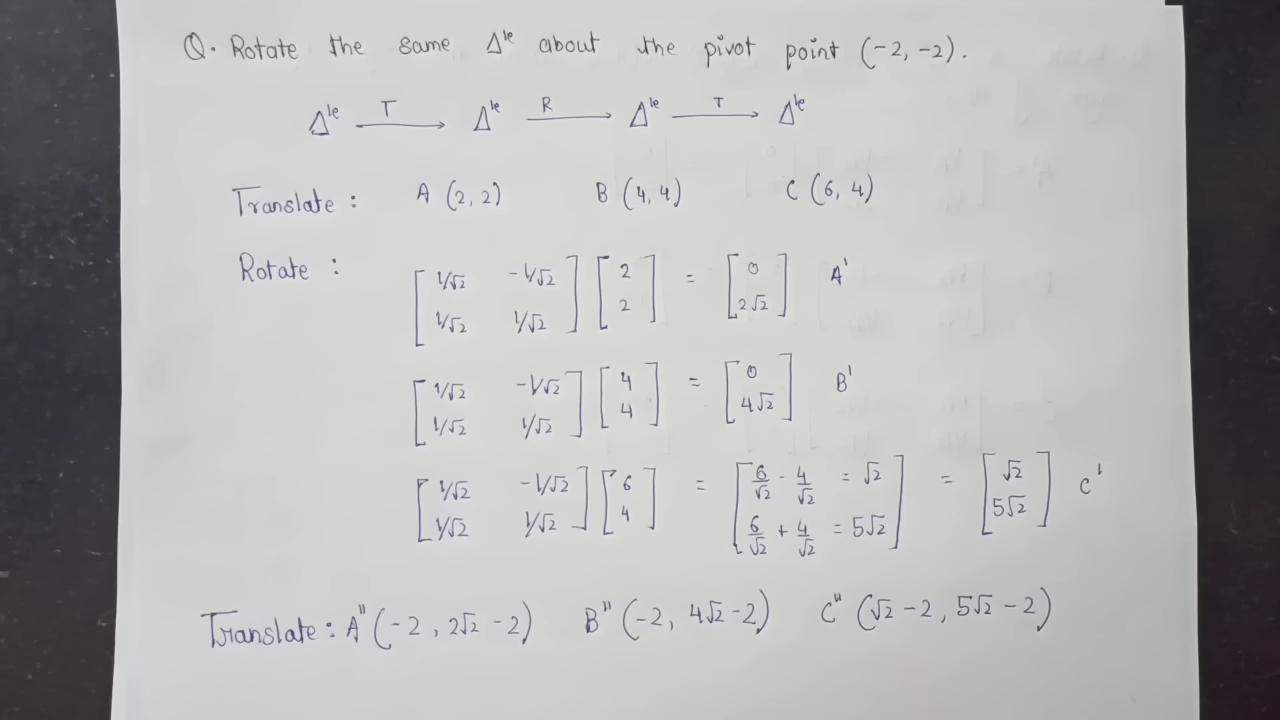 Q. Rotate the same Δle about the pivot point (-2, -2).
Δle T→ Δle R→ Δle T→ Δle
Translate : A (2, 2) B (4, 4) C (6, 4)
Rotate : [1/√2 -1/√2; 1/√2 1/√2] [2; 2] = [0; 2√2] A'
[1/√2 -1/√2; 1/√2 1/√2] [4; 4] = [0; 4√2] B'
[1/√2 -1/√2; 1/√2 1/√2] [6; 4] = [6/√2 - 4/√2 = √2; 6/√2 + 4/√2 = 5√2] = [√2; 5√2] C'
Translate : A" (-2, 2√2 - 2) B" (-2, 4√2 - 2) C" (√2 - 2, 5√2 - 2)